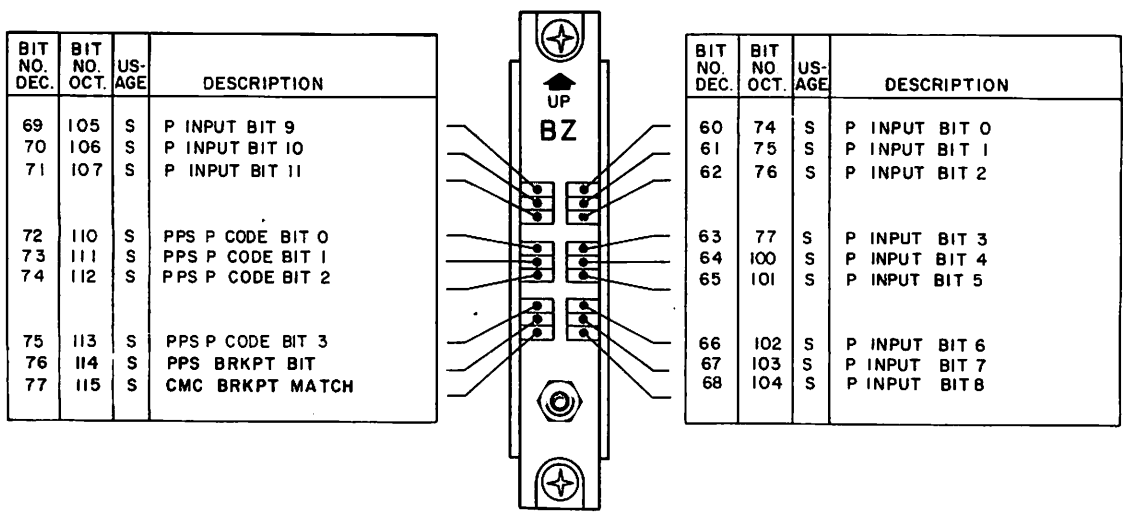 BIT NO. DEC. BIT NO. OCT. US-AGE DESCRIPTION
69 105 S P INPUT BIT 9
70 106 S P INPUT BIT 10
71 107 S P INPUT BIT 11
72 110 S PPS P CODE BIT 0
73 111 S PPS P CODE BIT 1
74 112 S PPS P CODE BIT 2
75 113 S PPS P CODE BIT 3
76 114 S PPS BRKPT BIT
77 115 S CMC BRKPT MATCH
UP
BZ
BIT NO. DEC. BIT NO OCT. US-AGE DESCRIPTION
60 74 S P INPUT BIT 0
61 75 S P INPUT BIT 1
62 76 S P INPUT BIT 2
63 77 S P INPUT BIT 3
64 100 S P INPUT BIT 4
65 101 S P INPUT BIT 5
66 102 S P INPUT BIT 6
67 103 S P INPUT BIT 7
68 104 S P INPUT BIT 8